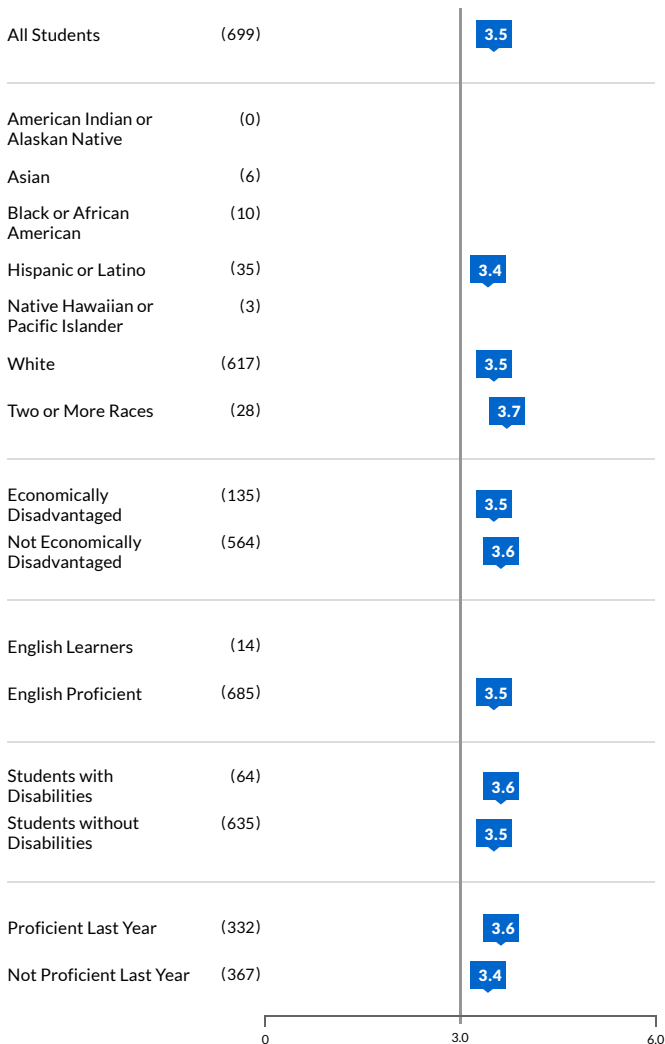 All Students (699) 3.5
American Indian or (0)
Alaskan Native
Asian (6)
Black or African (10)
American
Hispanic or Latino (35) 3.4
Native Hawaiian or (3)
Pacific Islander
White (617) 3.5
Two or More Races (28) 3.7
Economically (135) 3.5
Disadvantaged
Not Economically (564) 3.6
Disadvantaged
English Learners (14)
English Proficient (685) 3.5
Students with (64) 3.6
Disabilities
Students without (635) 3.5
Disabilities
Proficient Last Year (332) 3.6
Not Proficient Last Year (367) 3.4
0 3.0 6.0